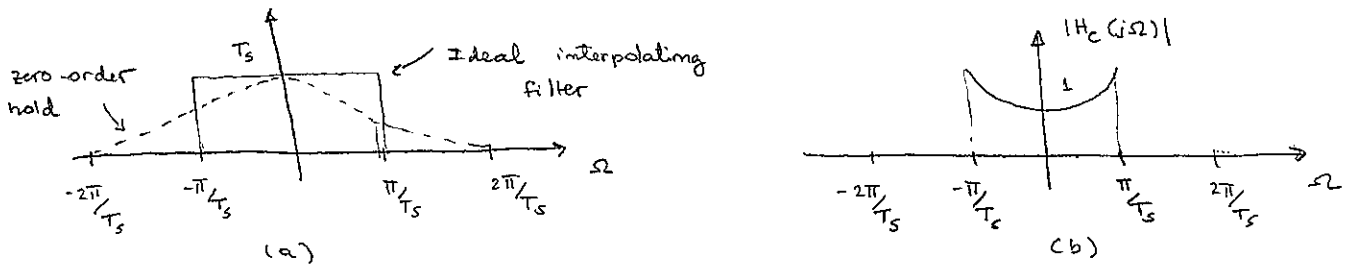 T_s
zero-order
hold
Ideal interpolating
filter
-2π/T_s
-π/T_s
π/T_s
2π/T_s
Ω
(a)
|H_c(jΩ)|
1
-2π/T_s
-π/T_s
π/T_s
2π/T_s
Ω
(b)